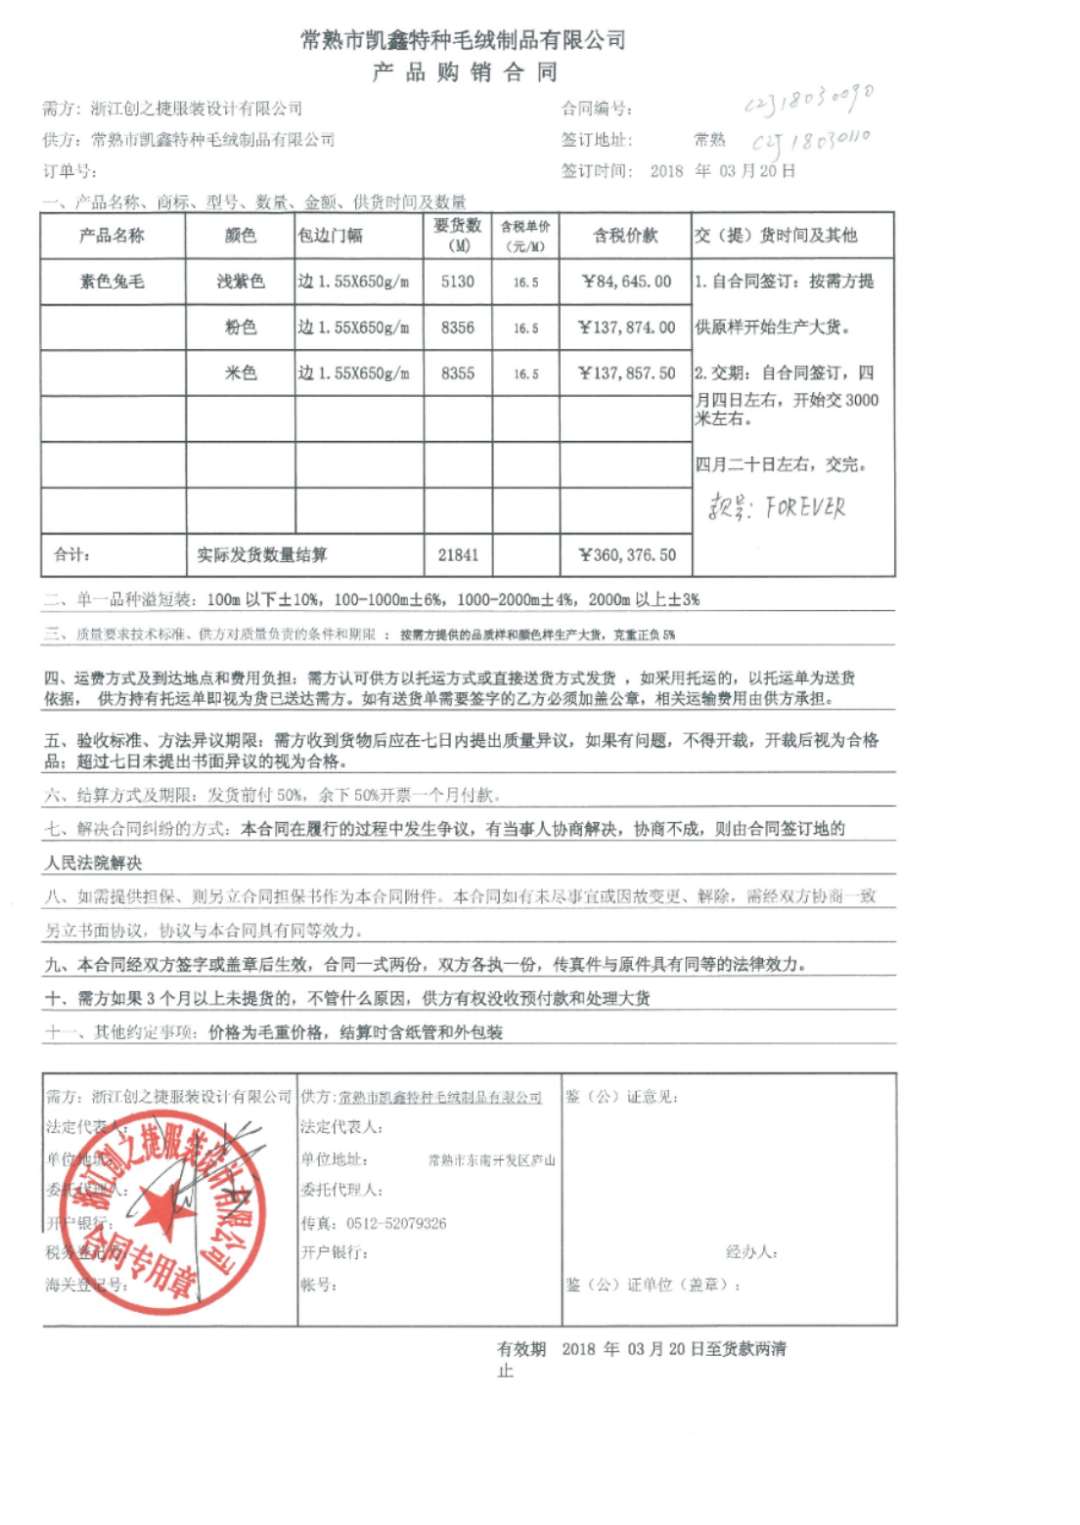 常熟市凯鑫特种毛绒制品有限公司
产品购销合同
需方: 浙江创之捷服装设计有限公司 合同编号: CZJ18030090
供方: 常熟市凯鑫特种毛绒制品有限公司 签订地址: 常熟 CZJ18030110
订单号: 签订时间: 2018 年 03月20日
一、产品名称、商标、型号、数量、金额、供货时间及数量
产品名称 颜色 包边门幅 要货数(M) 含税单价(元/M) 含税价款 交（提）货时间及其他
素色兔毛 浅紫色 边1.55X650g/m 5130 16.5 ¥84,645.00 1.自合同签订：按需方提
粉色 边1.55X650g/m 8356 16.5 ¥137,874.00 供原样开始生产大货。
米色 边1.55X650g/m 8355 16.5 ¥137,857.50 2.交期：自合同签订，四
月四日左右，开始交3000
米左右。
四月二十日左右，交完。
款号: FOREVER
合计: 实际发货数量结算 21841 ¥360,376.50
二、单一品种溢短装：100m以下±10%，100-1000m±6%，1000-2000m±4%，2000m以上±3%
三、质量要求技术标准、供方对质量负责的条件和期限 ：按需方提供的品质样和颜色样生产大货，克重正负5%
四、运费方式及到达地点和费用负担：需方认可供方以托运方式或直接送货方式发货 ，如采用托运的，以托运单为送货
依据， 供方持有托运单即视为货已送达需方。如有送货单需要签字的乙方必须加盖公章，相关运输费用由供方承担。
五、验收标准、方法异议期限：需方收到货物后应在七日内提出质量异议，如果有问题，不得开裁，开裁后视为合格
品；超过七日未提出书面异议的视为合格。
六、结算方式及期限：发货前付50%，余下50%开票一个月付款。
七、解决合同纠纷的方式：本合同在履行的过程中发生争议，有当事人协商解决，协商不成，则由合同签订地的
人民法院解决
八、如需提供担保、则另立合同担保书作为本合同附件。本合同如有未尽事宜或因故变更、解除，需经双方协商一致
另立书面协议，协议与本合同具有同等效力。
九、本合同经双方签字或盖章后生效，合同一式两份，双方各执一份，传真件与原件具有同等的法律效力。
十、需方如果3个月以上未提货的，不管什么原因，供方有权没收预付款和处理大货
十一、其他约定事项：价格为毛重价格，结算时含纸管和外包装
需方: 浙江创之捷服装设计有限公司 供方:常熟市凯鑫特种毛绒制品有限公司 鉴（公）证意见:
法定代表人: 法定代表人:
单位地址: 单位地址: 常熟市东南开发区庐山
委托代理人: 委托代理人:
开户银行: 传真: 0512-52079326
税务登记号: 开户银行: 经办人:
海关登记号: 帐号: 鉴（公）证单位（盖章）:
浙江创之捷服装设计有限公司
合同专用章
有效期 2018 年 03月20日至货款两清
止